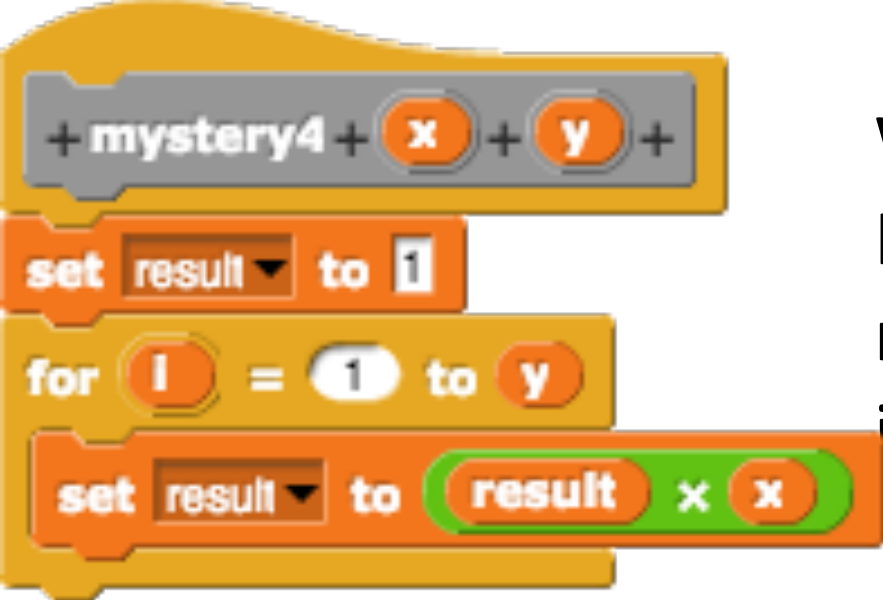 + mystery4 + x + y +
set result to 1
for i = 1 to y
set result to result × x